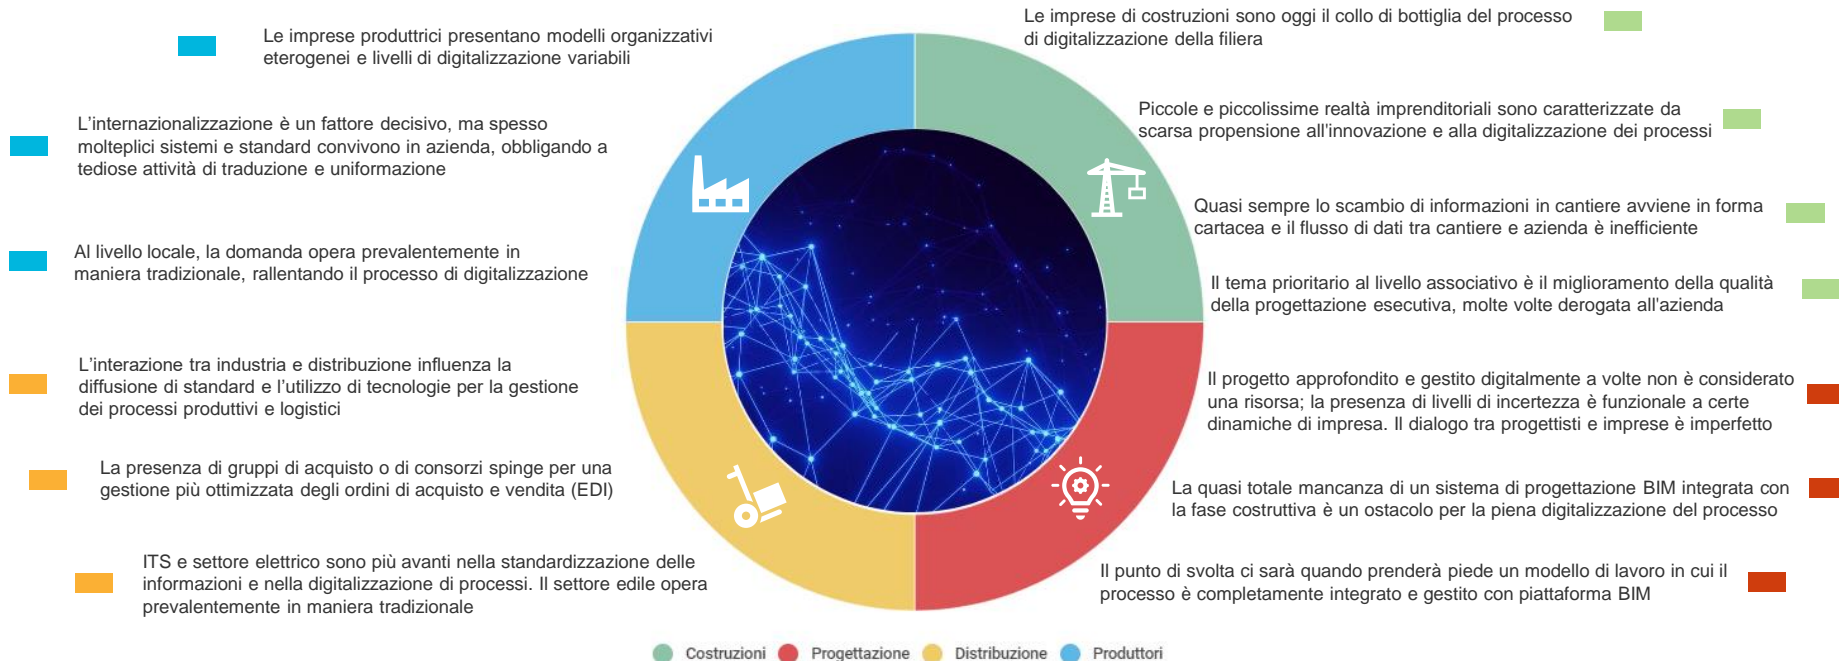 Le imprese produttrici presentano modelli organizzativi
eterogenei e livelli di digitalizzazione variabili
L'internazionalizzazione è un fattore decisivo, ma spesso
molteplici sistemi e standard convivono in azienda, obbligando a
tediose attività di traduzione e uniformazione
Al livello locale, la domanda opera prevalentemente in
maniera tradizionale, rallentando il processo di digitalizzazione
L'interazione tra industria e distribuzione influenza la
diffusione di standard e l'utilizzo di tecnologie per la gestione
dei processi produttivi e logistici
La presenza di gruppi di acquisto o di consorzi spinge per una
gestione più ottimizzata degli ordini di acquisto e vendita (EDI)
ITS e settore elettrico sono più avanti nella standardizzazione delle
informazioni e nella digitalizzazione di processi. Il settore edile opera
prevalentemente in maniera tradizionale
Le imprese di costruzioni sono oggi il collo di bottiglia del processo
di digitalizzazione della filiera
Piccole e piccolissime realtà imprenditoriali sono caratterizzate da
scarsa propensione all'innovazione e alla digitalizzazione dei processi
Quasi sempre lo scambio di informazioni in cantiere avviene in forma
cartacea e il flusso di dati tra cantiere e azienda è inefficiente
Il tema prioritario al livello associativo è il miglioramento della qualità
della progettazione esecutiva, molte volte derogata all'azienda
Il progetto approfondito e gestito digitalmente a volte non è considerato
una risorsa; la presenza di livelli di incertezza è funzionale a certe
dinamiche di impresa. Il dialogo tra progettisti e imprese è imperfetto
La quasi totale mancanza di un sistema di progettazione BIM integrata con
la fase costruttiva è un ostacolo per la piena digitalizzazione del processo
Il punto di svolta ci sarà quando prenderà piede un modello di lavoro in cui il
processo è completamente integrato e gestito con piattaforma BIM
Costruzioni Progettazione Distribuzione Produttori